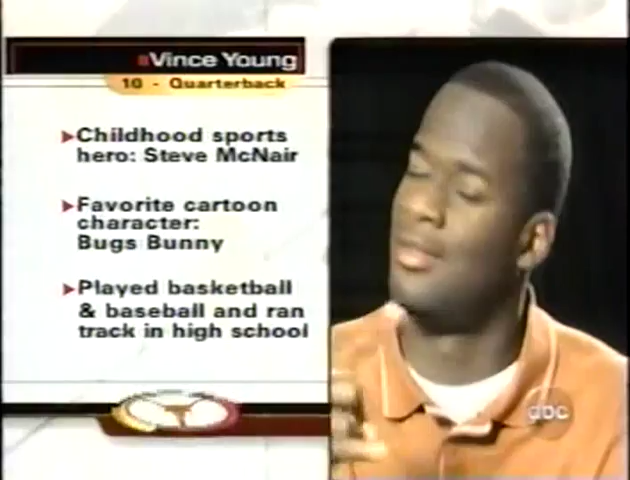 Vince Young
10 - Quarterback
Childhood sports
hero: Steve McNair
Favorite cartoon
character:
Bugs Bunny
Played basketball
& baseball and ran
track in high school
abc